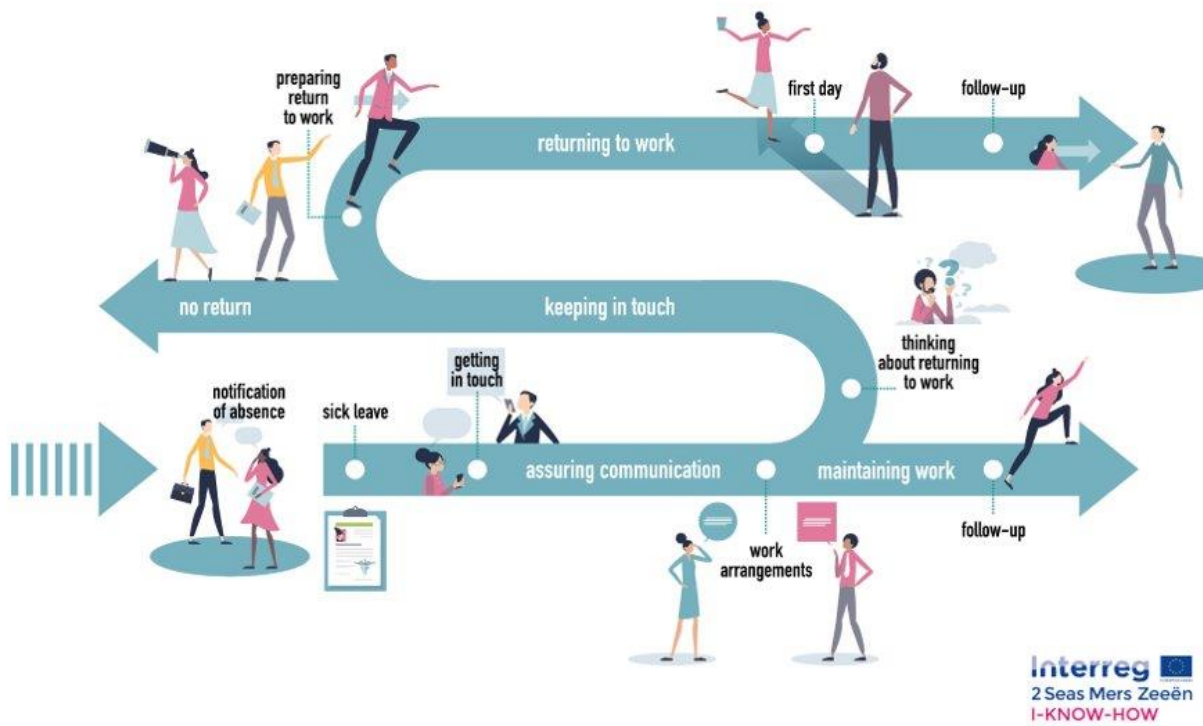 preparing
return
to work
first day
follow-up
returning to work
no return
keeping in touch
thinking
about returning
to work
notification
of absence
sick leave
getting
in touch
assuring communication
maintaining work
work
arrangements
follow-up
Interreg
2 Seas Mers Zeeën
I-KNOW-HOW